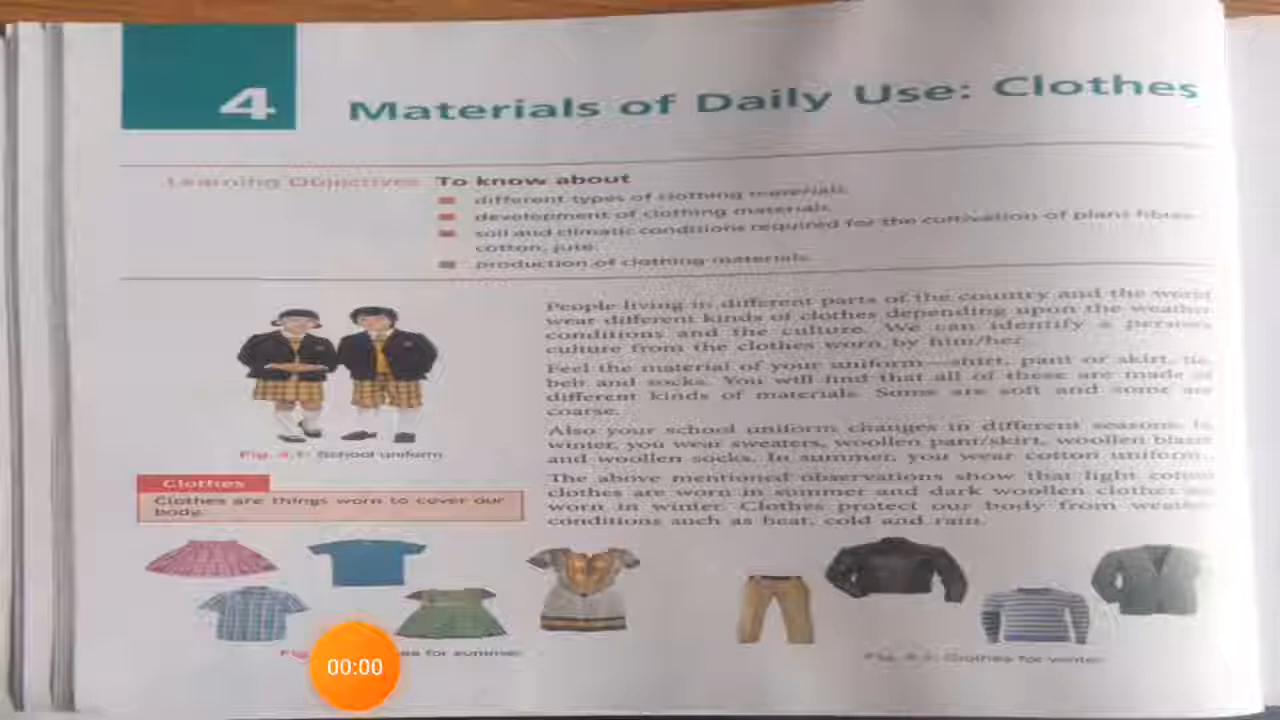 4
Materials of Daily Use: Clothes
Learning Objectives To know about
different types of clothing materials.
development of clothing materials.
soil and climatic conditions required for the cultivation of plant fibres
cotton, jute.
production of clothing materials.
People living in different parts of the country and the world
wear different kinds of clothes depending upon the weather
conditions and the culture. We can identify a person's
culture from the clothes worn by him/her.
Feel the material of your uniform—shirt, pant or skirt, tie,
belt and socks. You will find that all of these are made of
different kinds of materials. Some are soft and some are
coarse.
Also your school uniform changes in different seasons. In
winter, you wear sweaters, woollen pant/skirt, woollen blazer
and woollen socks. In summer, you wear cotton uniform.
The above mentioned observations show that light cotton
clothes are worn in summer and dark woollen clothes are
worn in winter. Clothes protect our body from weather
conditions such as heat, cold and rain.
Fig. 4.1: School uniform
Clothes
Clothes are things worn to cover our
body.
Fig. for summer
Fig. 4.3: Clothes for winter
00:00